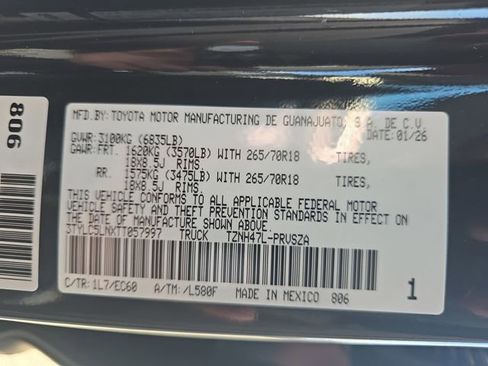 806
MFD.BY: TOYOTA MOTOR MANUFACTURING DE GUANAJUATO, S A. DE C.V.
GVWR: 3100KG (6835LB) DATE: 01/26
GAWR: FRT. 1620KG (3570LB) WITH 265/70R18 TIRES,
18X8.5J RIMS.
RR. 1575KG (3475LB) WITH 265/70R18 TIRES,
18X8.5J RIMS.
THIS VEHICLE CONFORMS TO ALL APPLICABLE FEDERAL MOTOR
VEHICLE SAFETY AND THEFT PREVENTION STANDARDS IN EFFECT
ON THE DATE OF MANUFACTURE SHOWN ABOVE.
3TYLC5LNXTT057997 TRUCK TZNH47L-PRVSZA
C/TR: 1L7/EC60 A/TM: /L580F MADE IN MEXICO 806
1